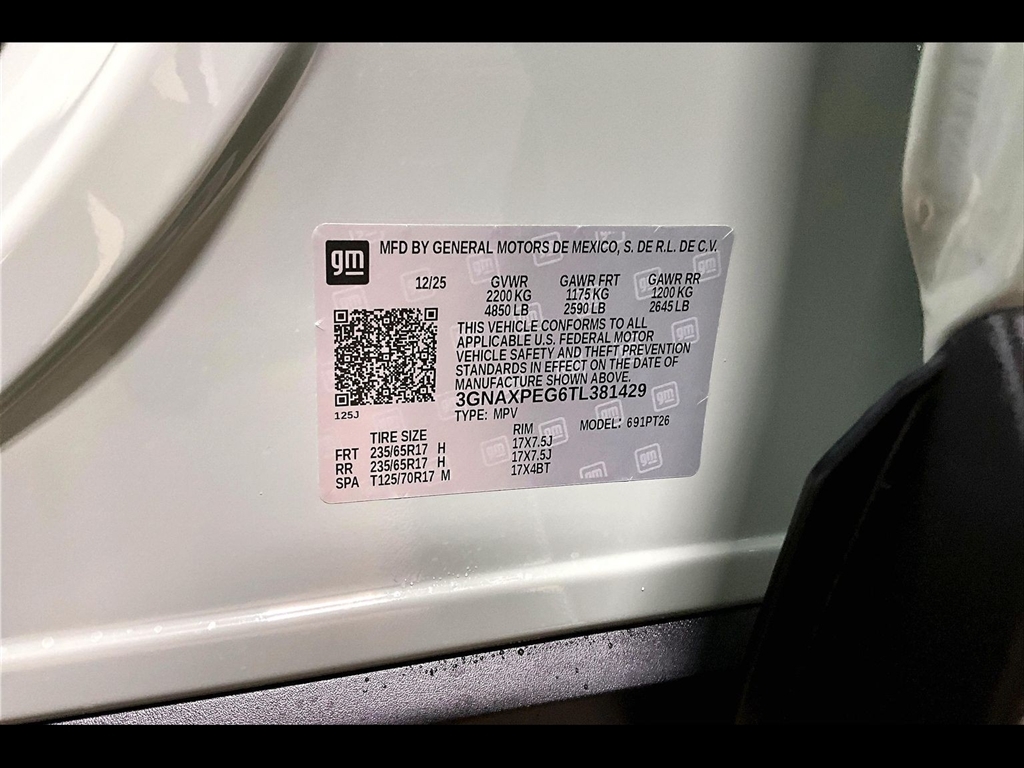 gm
MFD BY GENERAL MOTORS DE MEXICO, S. DE R.L. DE C.V.
12/25 GVWR GAWR FRT GAWR RR
2200 KG 1175 KG 1200 KG
4850 LB 2590 LB 2645 LB
THIS VEHICLE CONFORMS TO ALL
APPLICABLE U.S. FEDERAL MOTOR
VEHICLE SAFETY AND THEFT PREVENTION
STANDARDS IN EFFECT ON THE DATE OF
MANUFACTURE SHOWN ABOVE.
3GNAXPEG6TL381429
125J
TYPE: MPV MODEL: 691PT26
TIRE SIZE RIM
FRT 235/65R17 H 17X7.5J
RR 235/65R17 H 17X7.5J
SPA T125/70R17 M 17X4BT